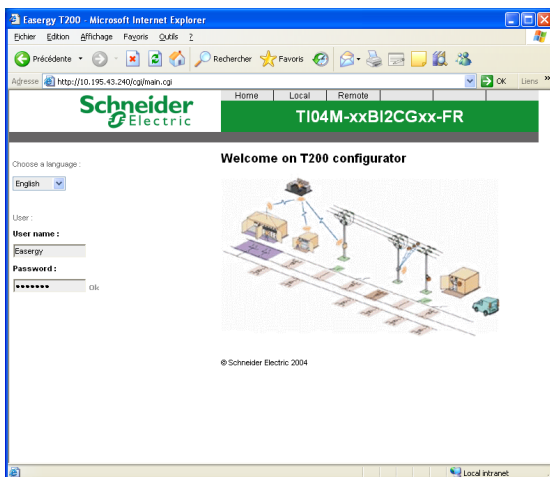 Easergy T200 - Microsoft Internet Explorer
Fichier Edition Affichage Favoris Outils ?
Précédente Rechercher Favoris
Adresse http://10.195.43.240/cgi/main.cgi OK Liens »
Home Local Remote
Schneider Electric
TI04M-xxBI2CGxx-FR
Welcome on T200 configurator
Choose a language :
English
User :
User name :
Easergy
Password :
••••••• Ok
© Schneider Electric 2004
Local intranet